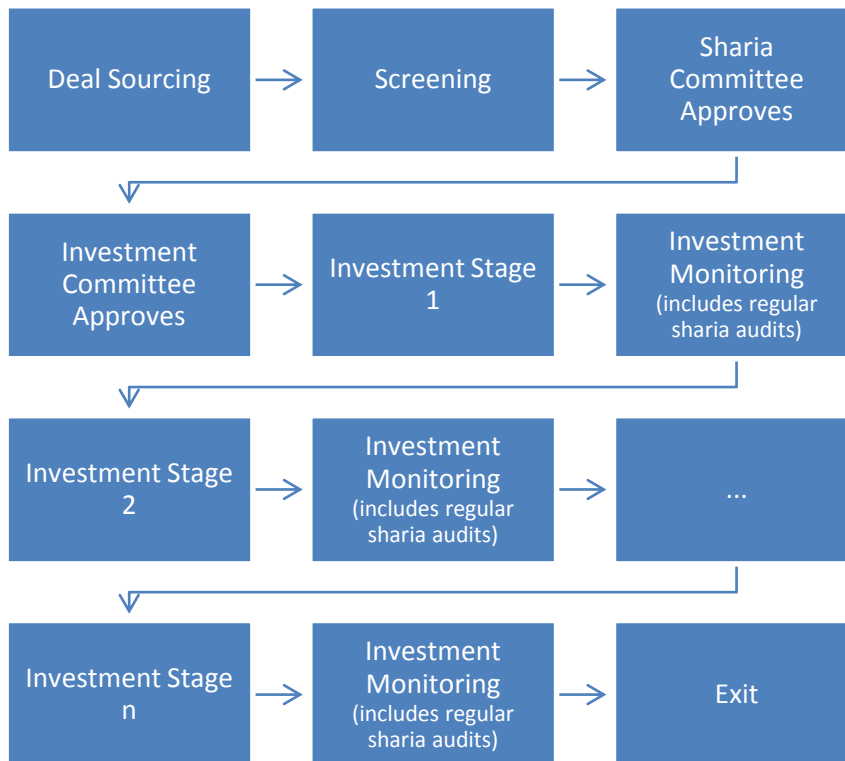 Deal Sourcing
Screening
Sharia
Committee
Approves
Investment
Committee
Approves
Investment Stage
1
Investment
Monitoring
(includes regular
sharia audits)
Investment Stage
2
Investment
Monitoring
(includes regular
sharia audits)
...
Investment Stage
n
Investment
Monitoring
(includes regular
sharia audits)
Exit